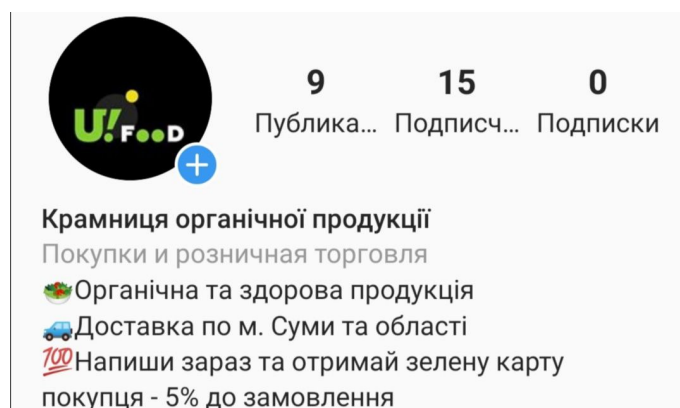 U! FOOD
9 15 0
Публика... Подписч... Подписки
Крамниця органічної продукції
Покупки и розничная торговля
🥗Органічна та здорова продукція
🚙Доставка по м. Суми та області
💯Напиши зараз та отримай зелену карту
покупця - 5% до замовлення